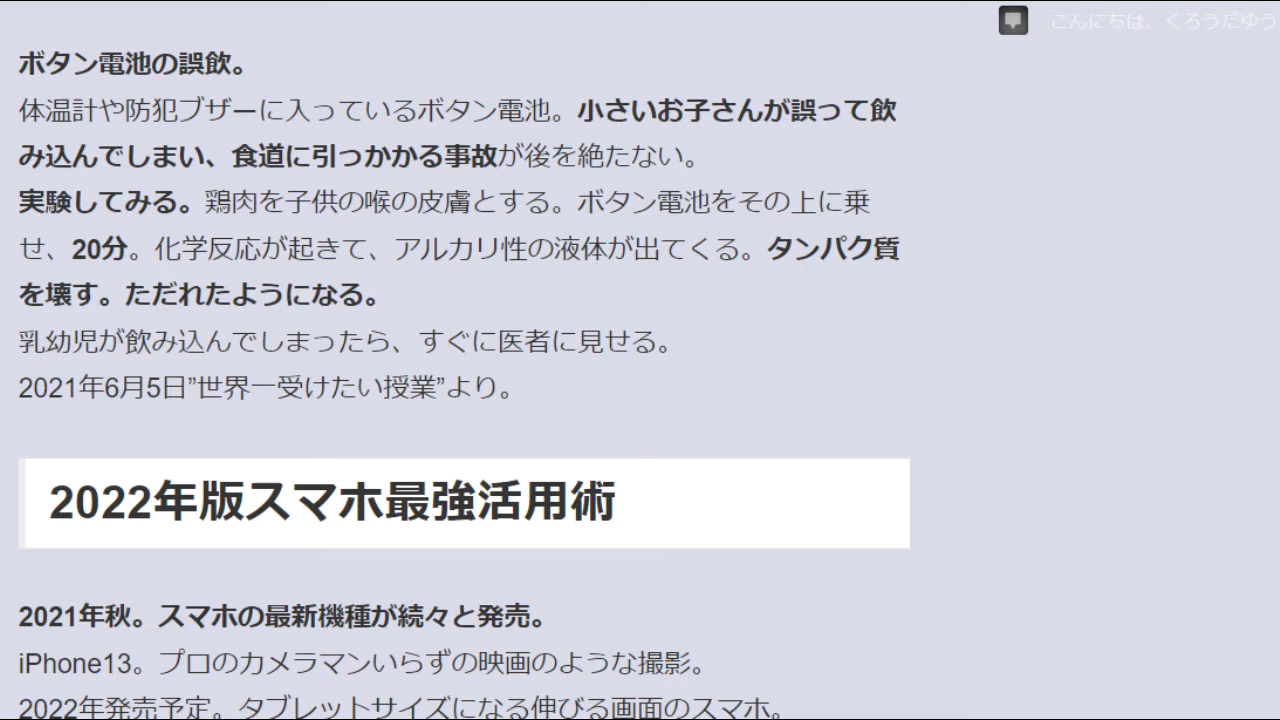 こんにちは、くろうだゆう
ボタン電池の誤飲。
体温計や防犯ブザーに入っているボタン電池。小さいお子さんが誤って飲
み込んでしまい、食道に引っかかる事故が後を絶たない。
実験してみる。鶏肉を子供の喉の皮膚とする。ボタン電池をその上に乗
せ、20分。化学反応が起きて、アルカリ性の液体が出てくる。タンパク質
を壊す。ただれたようになる。
乳幼児が飲み込んでしまったら、すぐに医者に見せる。
2021年6月5日”世界一受けたい授業”より。
2022年版スマホ最強活用術
2021年秋。スマホの最新機種が続々と発売。
iPhone13。プロのカメラマンいらずの映画のような撮影。
2022年発売予定。タブレットサイズになる伸びる画面のスマホ。